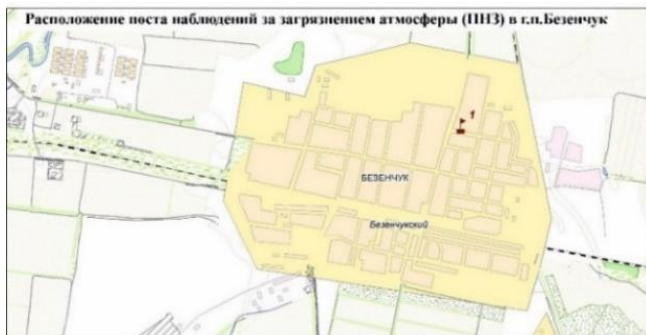 Расположение поста наблюдений за загрязнением атмосферы (ПНЗ) в г.п.Безенчук
1
БЕЗЕНЧУК
Безенчукский